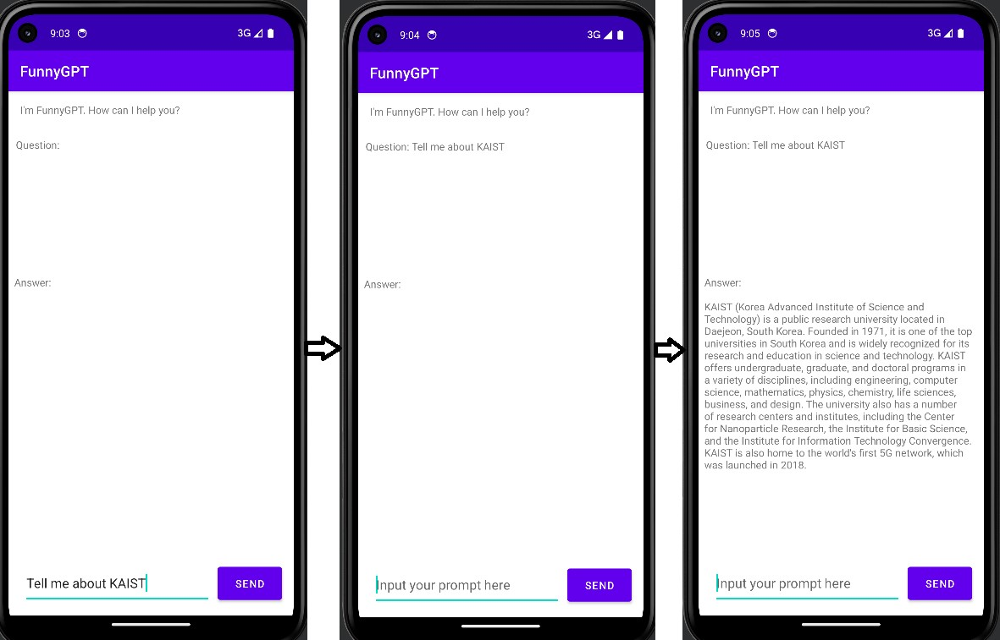 9:03
3G
FunnyGPT
I'm FunnyGPT. How can I help you?
Question:
Answer:
Tell me about KAIST
SEND
9:04
3G
FunnyGPT
I'm FunnyGPT. How can I help you?
Question: Tell me about KAIST
Answer:
Input your prompt here
SEND
9:05
3G
FunnyGPT
I'm FunnyGPT. How can I help you?
Question: Tell me about KAIST
Answer:
KAIST (Korea Advanced Institute of Science and
Technology) is a public research university located in
Daejeon, South Korea. Founded in 1971, it is one of the top
universities in South Korea and is widely recognized for its
research and education in science and technology. KAIST
offers undergraduate, graduate, and doctoral programs in
a variety of disciplines, including engineering, computer
science, mathematics, physics, chemistry, life sciences,
business, and design. The university also has a number
of research centers and institutes, including the Center
for Nanoparticle Research, the Institute for Basic Science,
and the Institute for Information Technology Convergence.
KAIST is also home to the world's first 5G network, which
was launched in 2018.
Input your prompt here
SEND